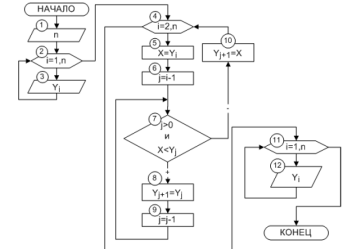 НАЧАЛО
1
n
2
i=1,n
3
Yi
4
i=2,n
5
X=Yi
6
j=i-1
7
j>0
и
X<Yj
+
8
Yj+1=Yj
9
j=j-1
10
Yj+1=X
-
11
i=1,n
12
Yi
КОНЕЦ